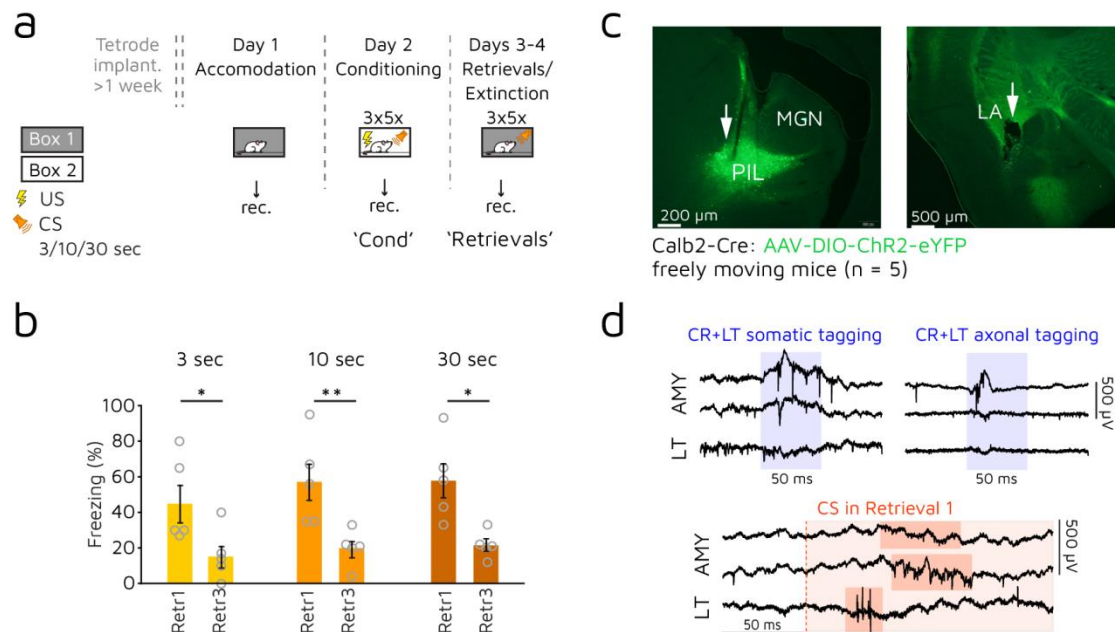 a
Tetrode
implant.
>1 week
Day 1
Accomodation
Day 2
Conditioning
Days 3-4
Retrievals/
Extinction
3x5x
3x5x
Box 1
Box 2
US
CS
3/10/30 sec
rec.
rec.
rec.
'Cond'
'Retrievals'
b
3 sec
10 sec
30 sec
*
**
*
Freezing (%)
100
80
60
40
20
0
Retr1
Retr3
Retr1
Retr3
Retr1
Retr3
c
MGN
PIL
200 µm
LA
500 µm
Calb2-Cre: AAV-DIO-ChR2-eYFP
freely moving mice (n = 5)
d
CR+LT somatic tagging
CR+LT axonal tagging
AMY
LT
500 µV
50 ms
50 ms
CS in Retrieval 1
AMY
LT
500 µV
50 ms